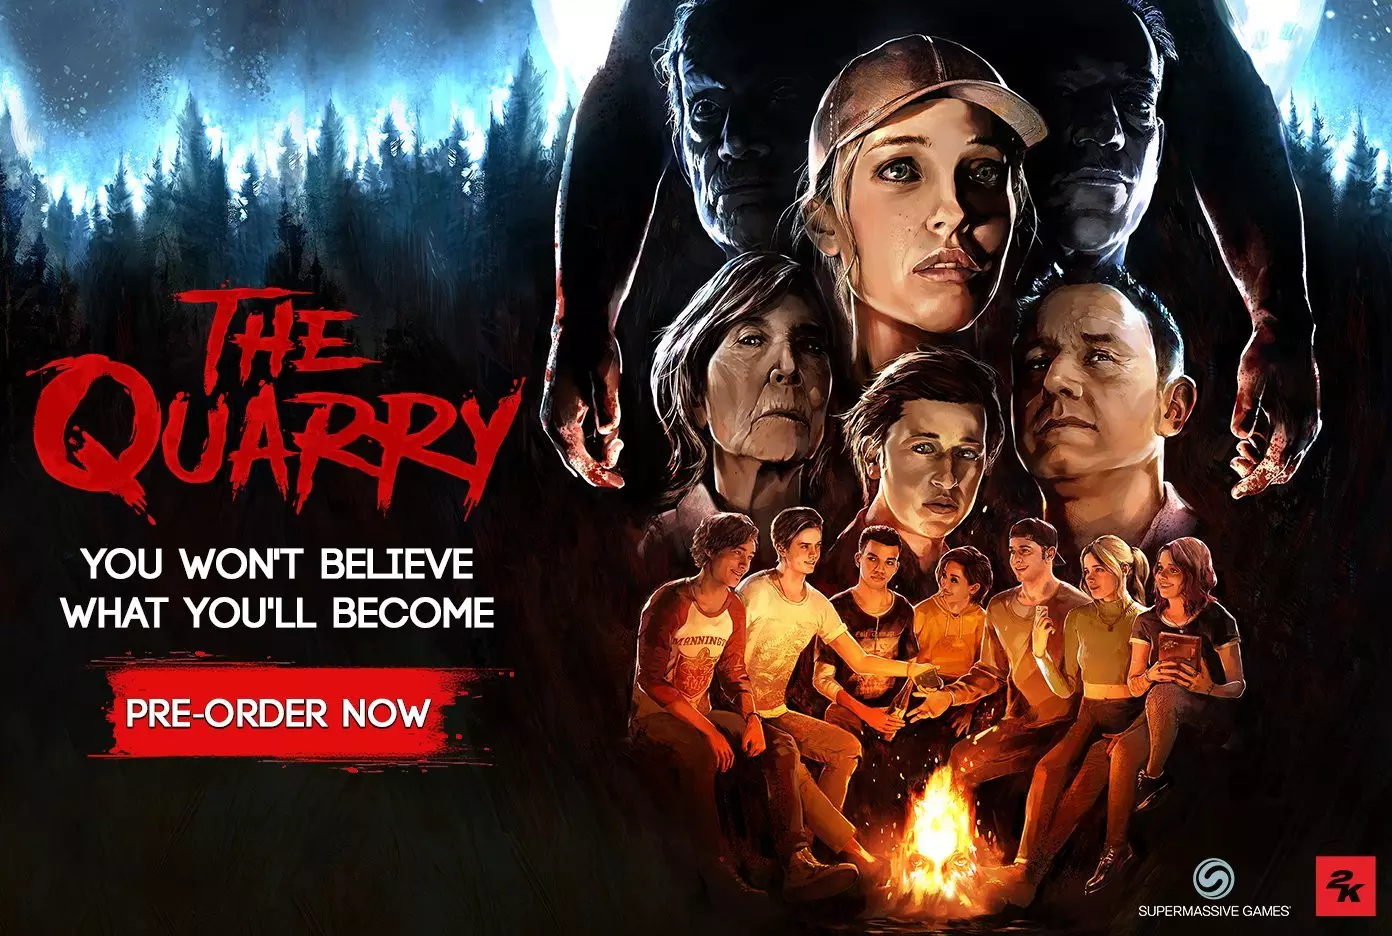 THE
QUARRY
YOU WON'T BELIEVE
WHAT YOU'LL BECOME
PRE-ORDER NOW
MANNING
SUPERMASSIVE GAMES'
2K